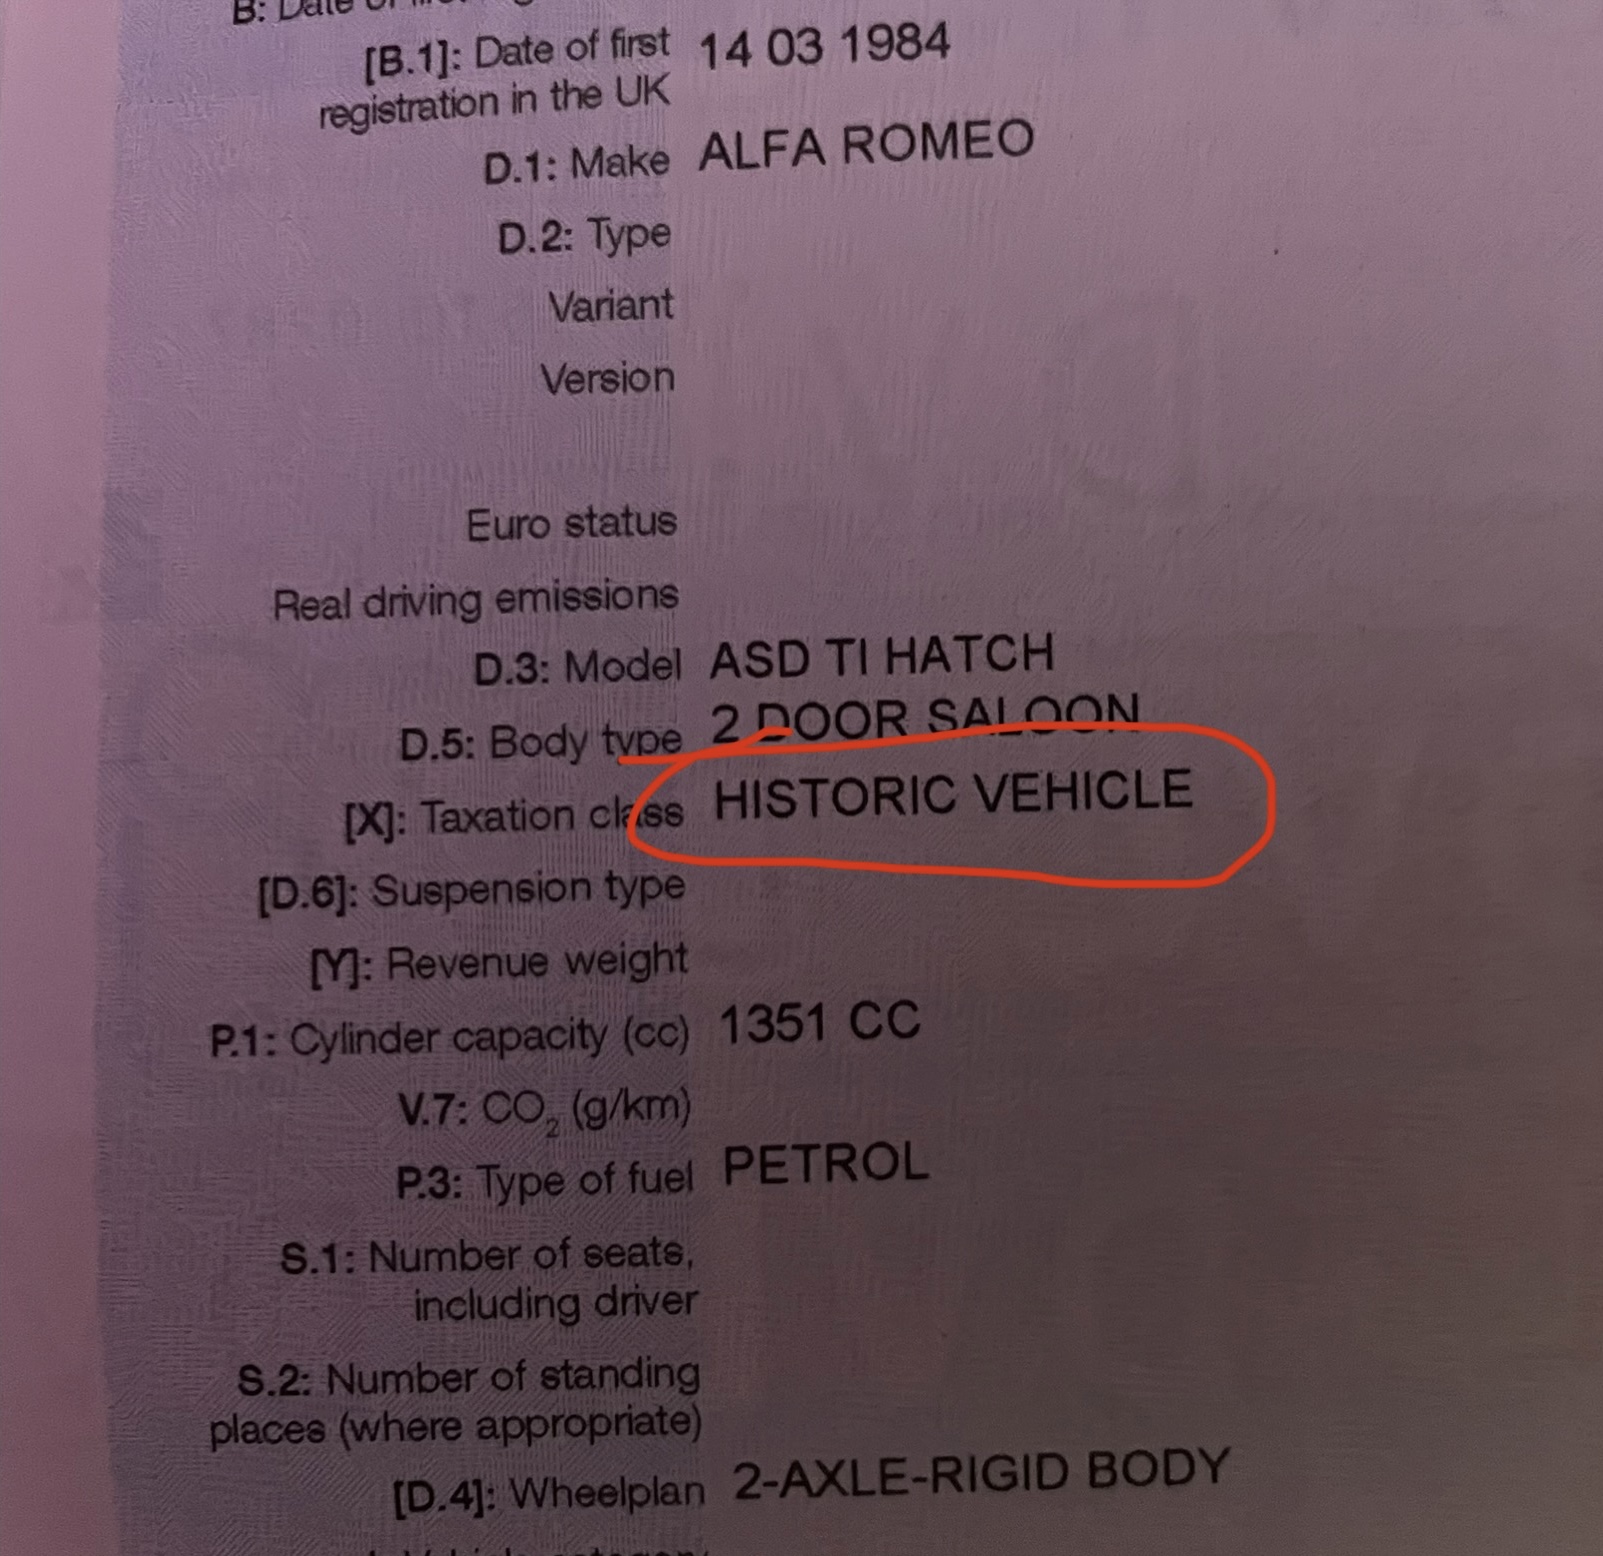 B: Date of
[B.1]: Date of first 14 03 1984
registration in the UK
D.1: Make ALFA ROMEO
D.2: Type
Variant
Version
Euro status
Real driving emissions
D.3: Model ASD TI HATCH
D.5: Body type 2 DOOR SALOON
[X]: Taxation class HISTORIC VEHICLE
[D.6]: Suspension type
[Y]: Revenue weight
P.1: Cylinder capacity (cc) 1351 CC
V.7: CO₂ (g/km)
P.3: Type of fuel PETROL
S.1: Number of seats,
including driver
S.2: Number of standing
places (where appropriate)
[D.4]: Wheelplan 2-AXLE-RIGID BODY